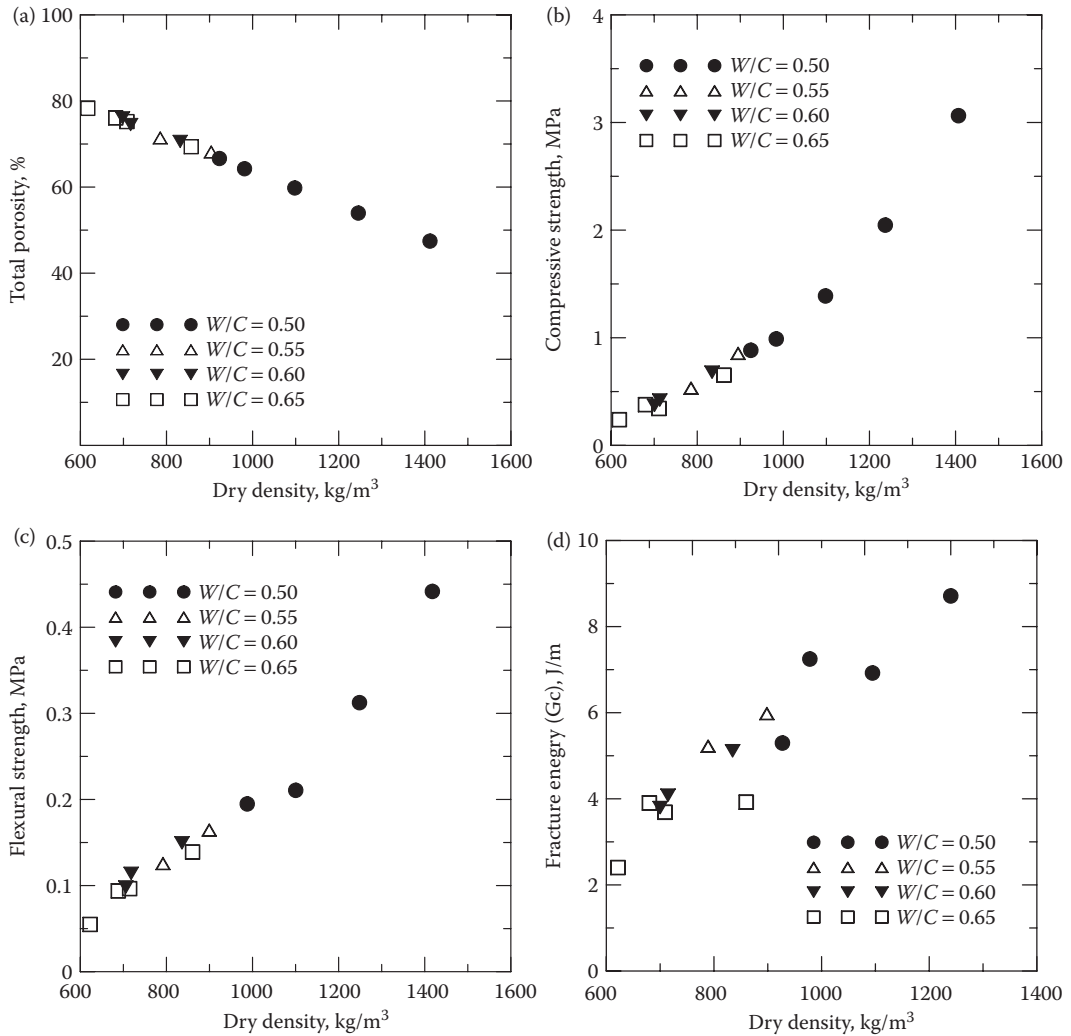 (a)
100
80
60
40
20
Total porosity, %
W/C = 0.50
W/C = 0.55
W/C = 0.60
W/C = 0.65
600 800 1000 1200 1400 1600
Dry density, kg/m³
(b)
4
3
2
1
0
Compressive strength, MPa
W/C = 0.50
W/C = 0.55
W/C = 0.60
W/C = 0.65
600 800 1000 1200 1400 1600
Dry density, kg/m³
(c)
0.5
0.4
0.3
0.2
0.1
0
Flexural strength, MPa
W/C = 0.50
W/C = 0.55
W/C = 0.60
W/C = 0.65
600 800 1000 1200 1400 1600
Dry density, kg/m³
(d)
10
8
6
4
2
0
Fracture enegry (Gc), J/m
W/C = 0.50
W/C = 0.55
W/C = 0.60
W/C = 0.65
600 800 1000 1200 1400
Dry density, kg/m³